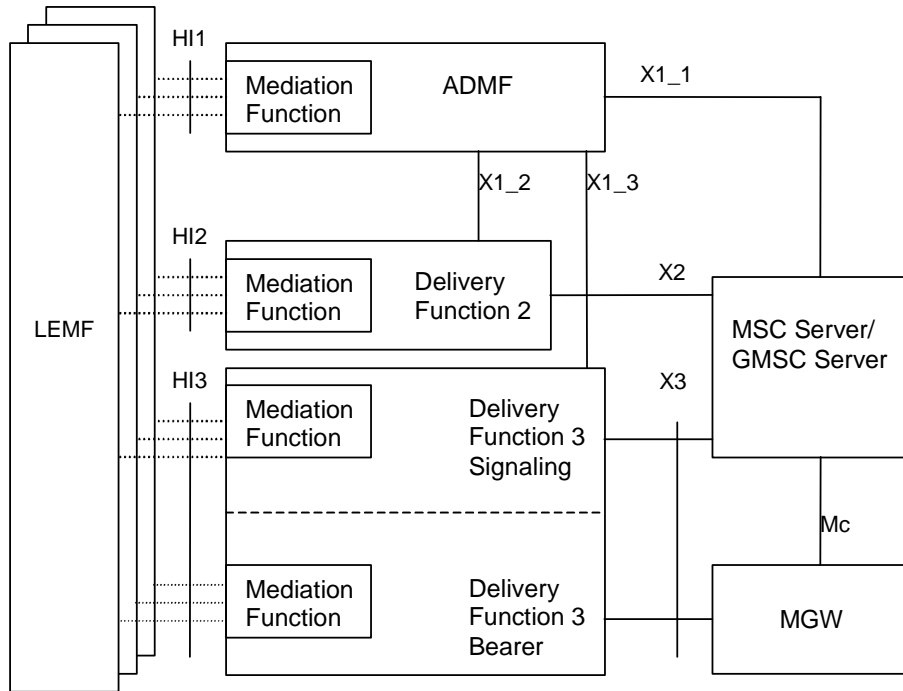 HI1
Mediation
Function
ADMF
X1_1
X1_2
X1_3
HI2
Mediation
Function
Delivery
Function 2
X2
MSC Server/
GMSC Server
LEMF
HI3
Mediation
Function
Delivery
Function 3
Signaling
X3
Mc
Mediation
Function
Delivery
Function 3
Bearer
MGW